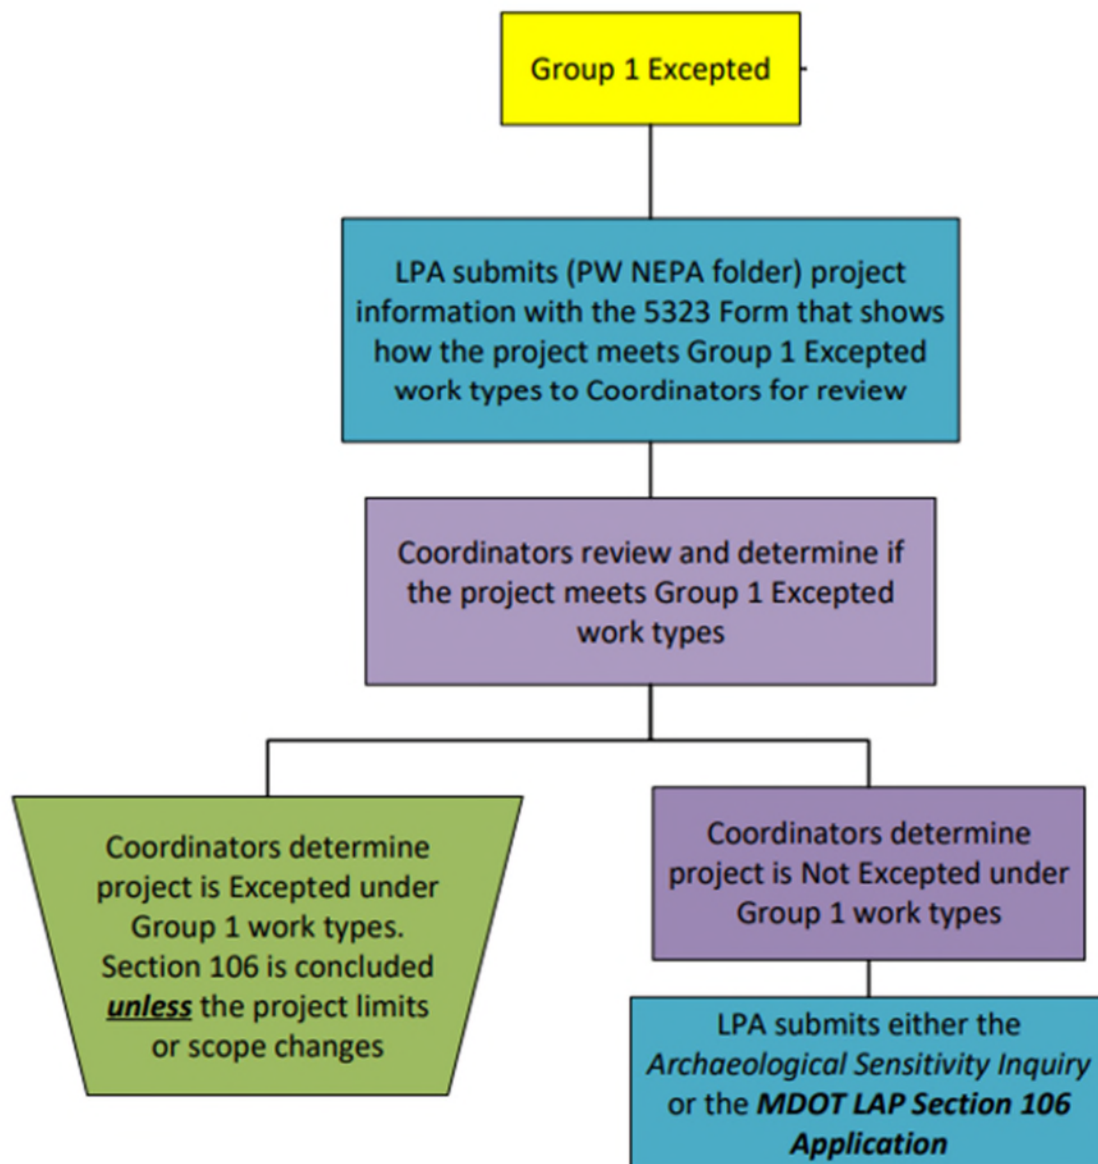 Group 1 Excepted
LPA submits (PW NEPA folder) project
information with the 5323 Form that shows
how the project meets Group 1 Excepted
work types to Coordinators for review
Coordinators review and determine if
the project meets Group 1 Excepted
work types
Coordinators determine
project is Excepted under
Group 1 work types.
Section 106 is concluded
unless the project limits
or scope changes
Coordinators determine
project is Not Excepted under
Group 1 work types
LPA submits either the
Archaeological Sensitivity Inquiry
or the MDOT LAP Section 106
Application